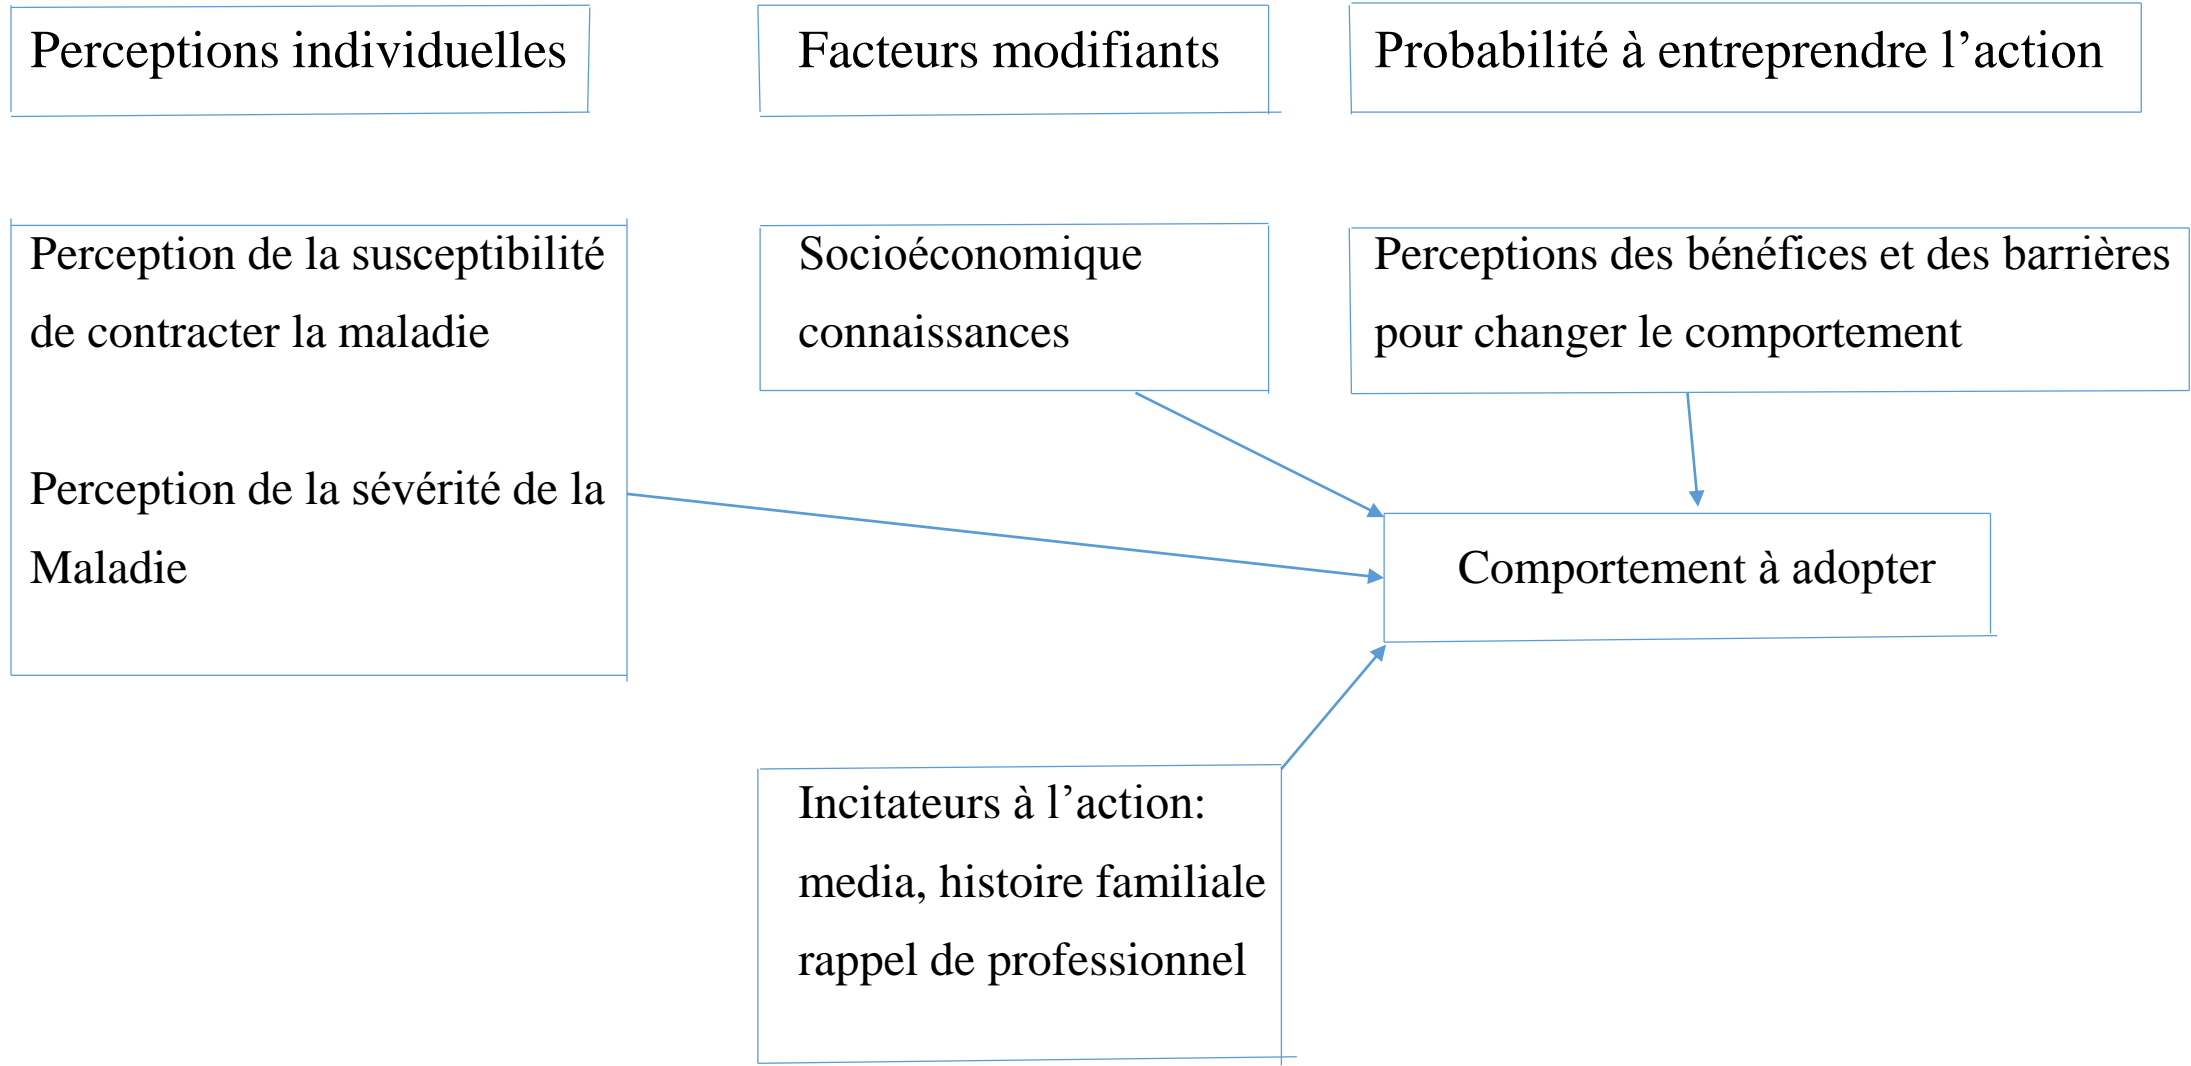 Perceptions individuelles
Facteurs modifiants
Probabilité à entreprendre l’action
Perception de la susceptibilité
de contracter la maladie
Perception de la sévérité de la
Maladie
Socioéconomique
connaissances
Perceptions des bénéfices et des barrières
pour changer le comportement
Comportement à adopter
Incitateurs à l’action:
media, histoire familiale
rappel de professionnel